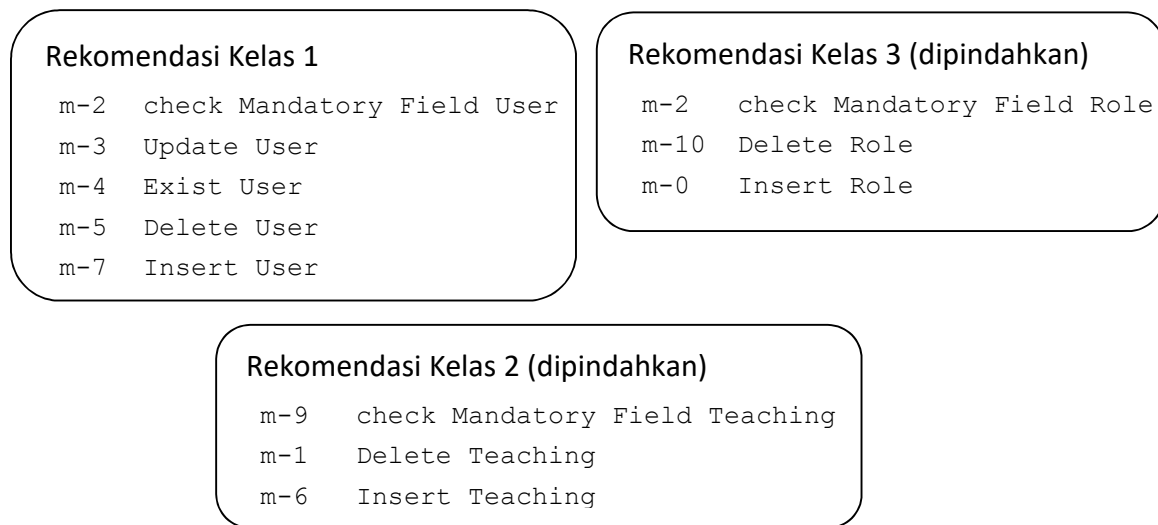 Rekomendasi Kelas 1
m-2 check Mandatory Field User
m-3 Update User
m-4 Exist User
m-5 Delete User
m-7 Insert User
Rekomendasi Kelas 3 (dipindahkan)
m-2 check Mandatory Field Role
m-10 Delete Role
m-0 Insert Role
Rekomendasi Kelas 2 (dipindahkan)
m-9 check Mandatory Field Teaching
m-1 Delete Teaching
m-6 Insert Teaching